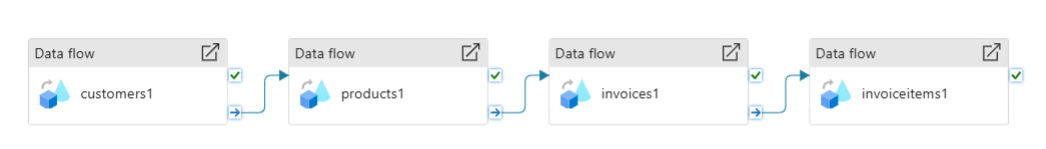 Data flow
customers1
Data flow
products1
Data flow
invoices1
Data flow
invoiceitems1